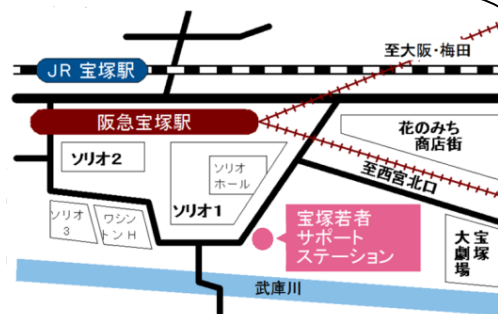 至大阪・梅田
JR 宝塚駅
阪急宝塚駅
花のみち
商店街
ソリオ2
ソリオ
ホール
至西宮北口
ソリオ1
ソリオ
3
ワシン
トンH
宝塚若者
サポート
ステーション
宝塚
大劇場
武庫川